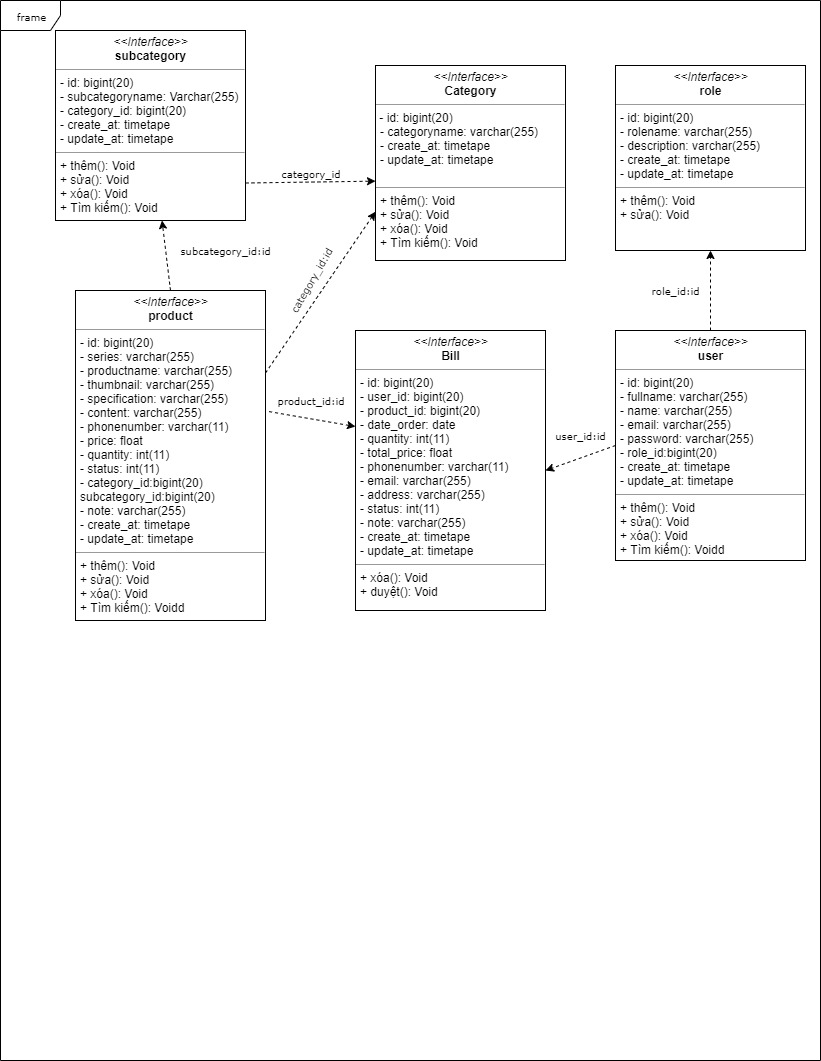 frame
<<Interface>>
subcategory
- id: bigint(20)
- subcategoryname: Varchar(255)
- category_id: bigint(20)
- create_at: timetape
- update_at: timetape
+ thêm(): Void
+ sửa(): Void
+ xóa(): Void
+ Tìm kiếm(): Void
<<Interface>>
Category
- id: bigint(20)
- categoryname: varchar(255)
- create_at: timetape
- update_at: timetape
+ thêm(): Void
+ sửa(): Void
+ xóa(): Void
+ Tìm kiếm(): Void
<<Interface>>
role
- id: bigint(20)
- rolename: varchar(255)
- description: varchar(255)
- create_at: timetape
- update_at: timetape
+ thêm(): Void
+ sửa(): Void
category_id
subcategory_id:id
category_id:id
role_id:id
<<Interface>>
product
- id: bigint(20)
- series: varchar(255)
- productname: varchar(255)
- thumbnail: varchar(255)
- specification: varchar(255)
- content: varchar(255)
- phonenumber: varchar(11)
- price: float
- quantity: int(11)
- status: int(11)
- category_id:bigint(20)
subcategory_id:bigint(20)
- note: varchar(255)
- create_at: timetape
- update_at: timetape
+ thêm(): Void
+ sửa(): Void
+ xóa(): Void
+ Tìm kiếm(): Voidd
product_id:id
<<Interface>>
Bill
- id: bigint(20)
- user_id: bigint(20)
- product_id: bigint(20)
- date_order: date
- quantity: int(11)
- total_price: float
- phonenumber: varchar(11)
- email: varchar(255)
- address: varchar(255)
- status: int(11)
- note: varchar(255)
- create_at: timetape
- update_at: timetape
+ xóa(): Void
+ duyệt(): Void
user_id:id
<<Interface>>
user
- id: bigint(20)
- fullname: varchar(255)
- name: varchar(255)
- email: varchar(255)
- password: varchar(255)
- role_id:bigint(20)
- create_at: timetape
- update_at: timetape
+ thêm(): Void
+ sửa(): Void
+ xóa(): Void
+ Tìm kiếm(): Voidd